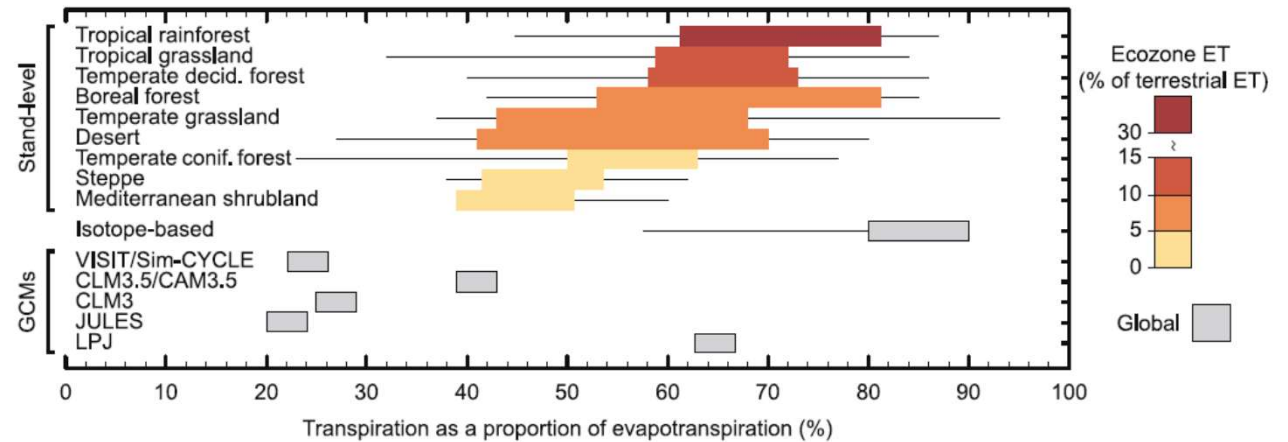 Stand-level
Tropical rainforest
Tropical grassland
Temperate decid. forest
Boreal forest
Temperate grassland
Desert
Temperate conif. forest
Steppe
Mediterranean shrubland
Isotope-based
GCMs
VISIT/Sim-CYCLE
CLM3.5/CAM3.5
CLM3
JULES
LPJ
0 10 20 30 40 50 60 70 80 90 100
Transpiration as a proportion of evapotranspiration (%)
Ecozone ET
(% of terrestrial ET)
30
~
15
10
5
0
Global